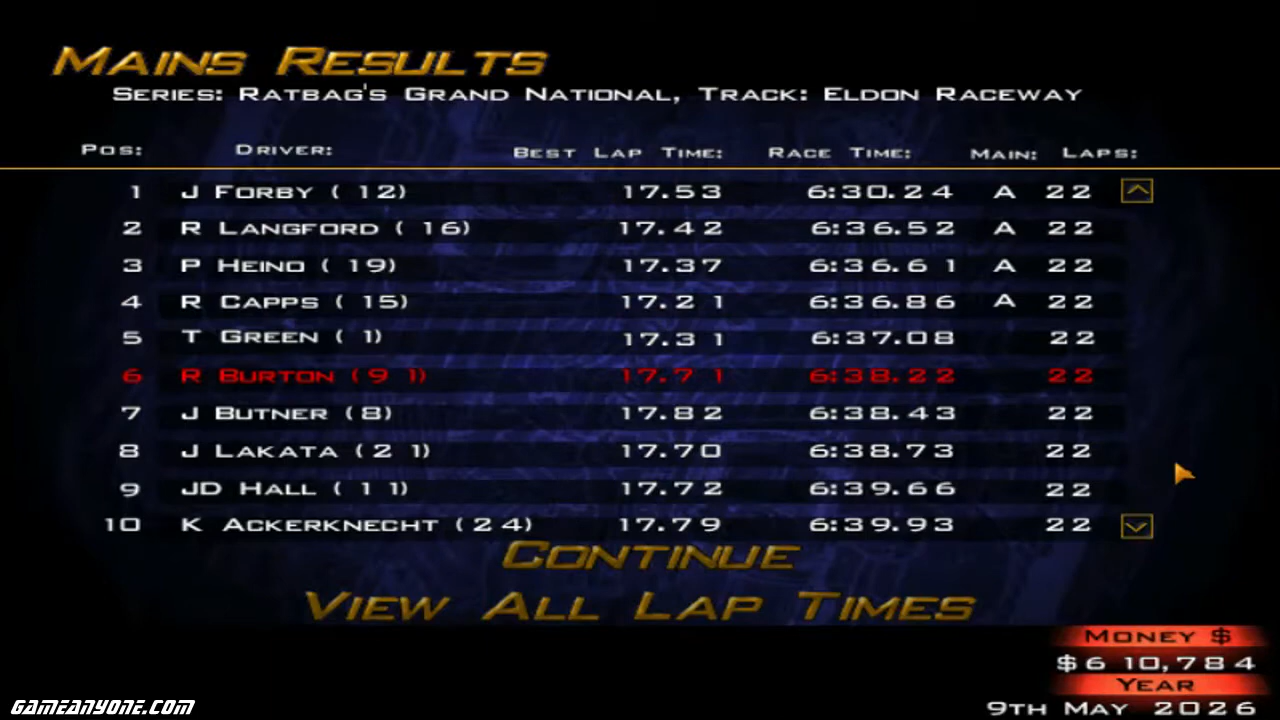 Mains Results
Series: Ratbag's Grand National, Track: Eldon Raceway
Pos: Driver: Best Lap Time: Race Time: Main: Laps:
1 J Forby (12) 17.53 6:30.24 A 22
2 R Langford (16) 17.42 6:36.52 A 22
3 P Heino (19) 17.37 6:36.61 A 22
4 R Capps (15) 17.21 6:36.86 A 22
5 T Green (1) 17.31 6:37.08 22
6 R Burton (91) 17.71 6:38.22 22
7 J Butner (8) 17.82 6:38.43 22
8 J Lakata (21) 17.70 6:38.73 22
9 JD Hall (11) 17.72 6:39.66 22
10 K Ackerknecht (24) 17.79 6:39.93 22
Continue
View All Lap Times
Money $
$610,784
Year
9th May 2026
GAMEANYONE.COM